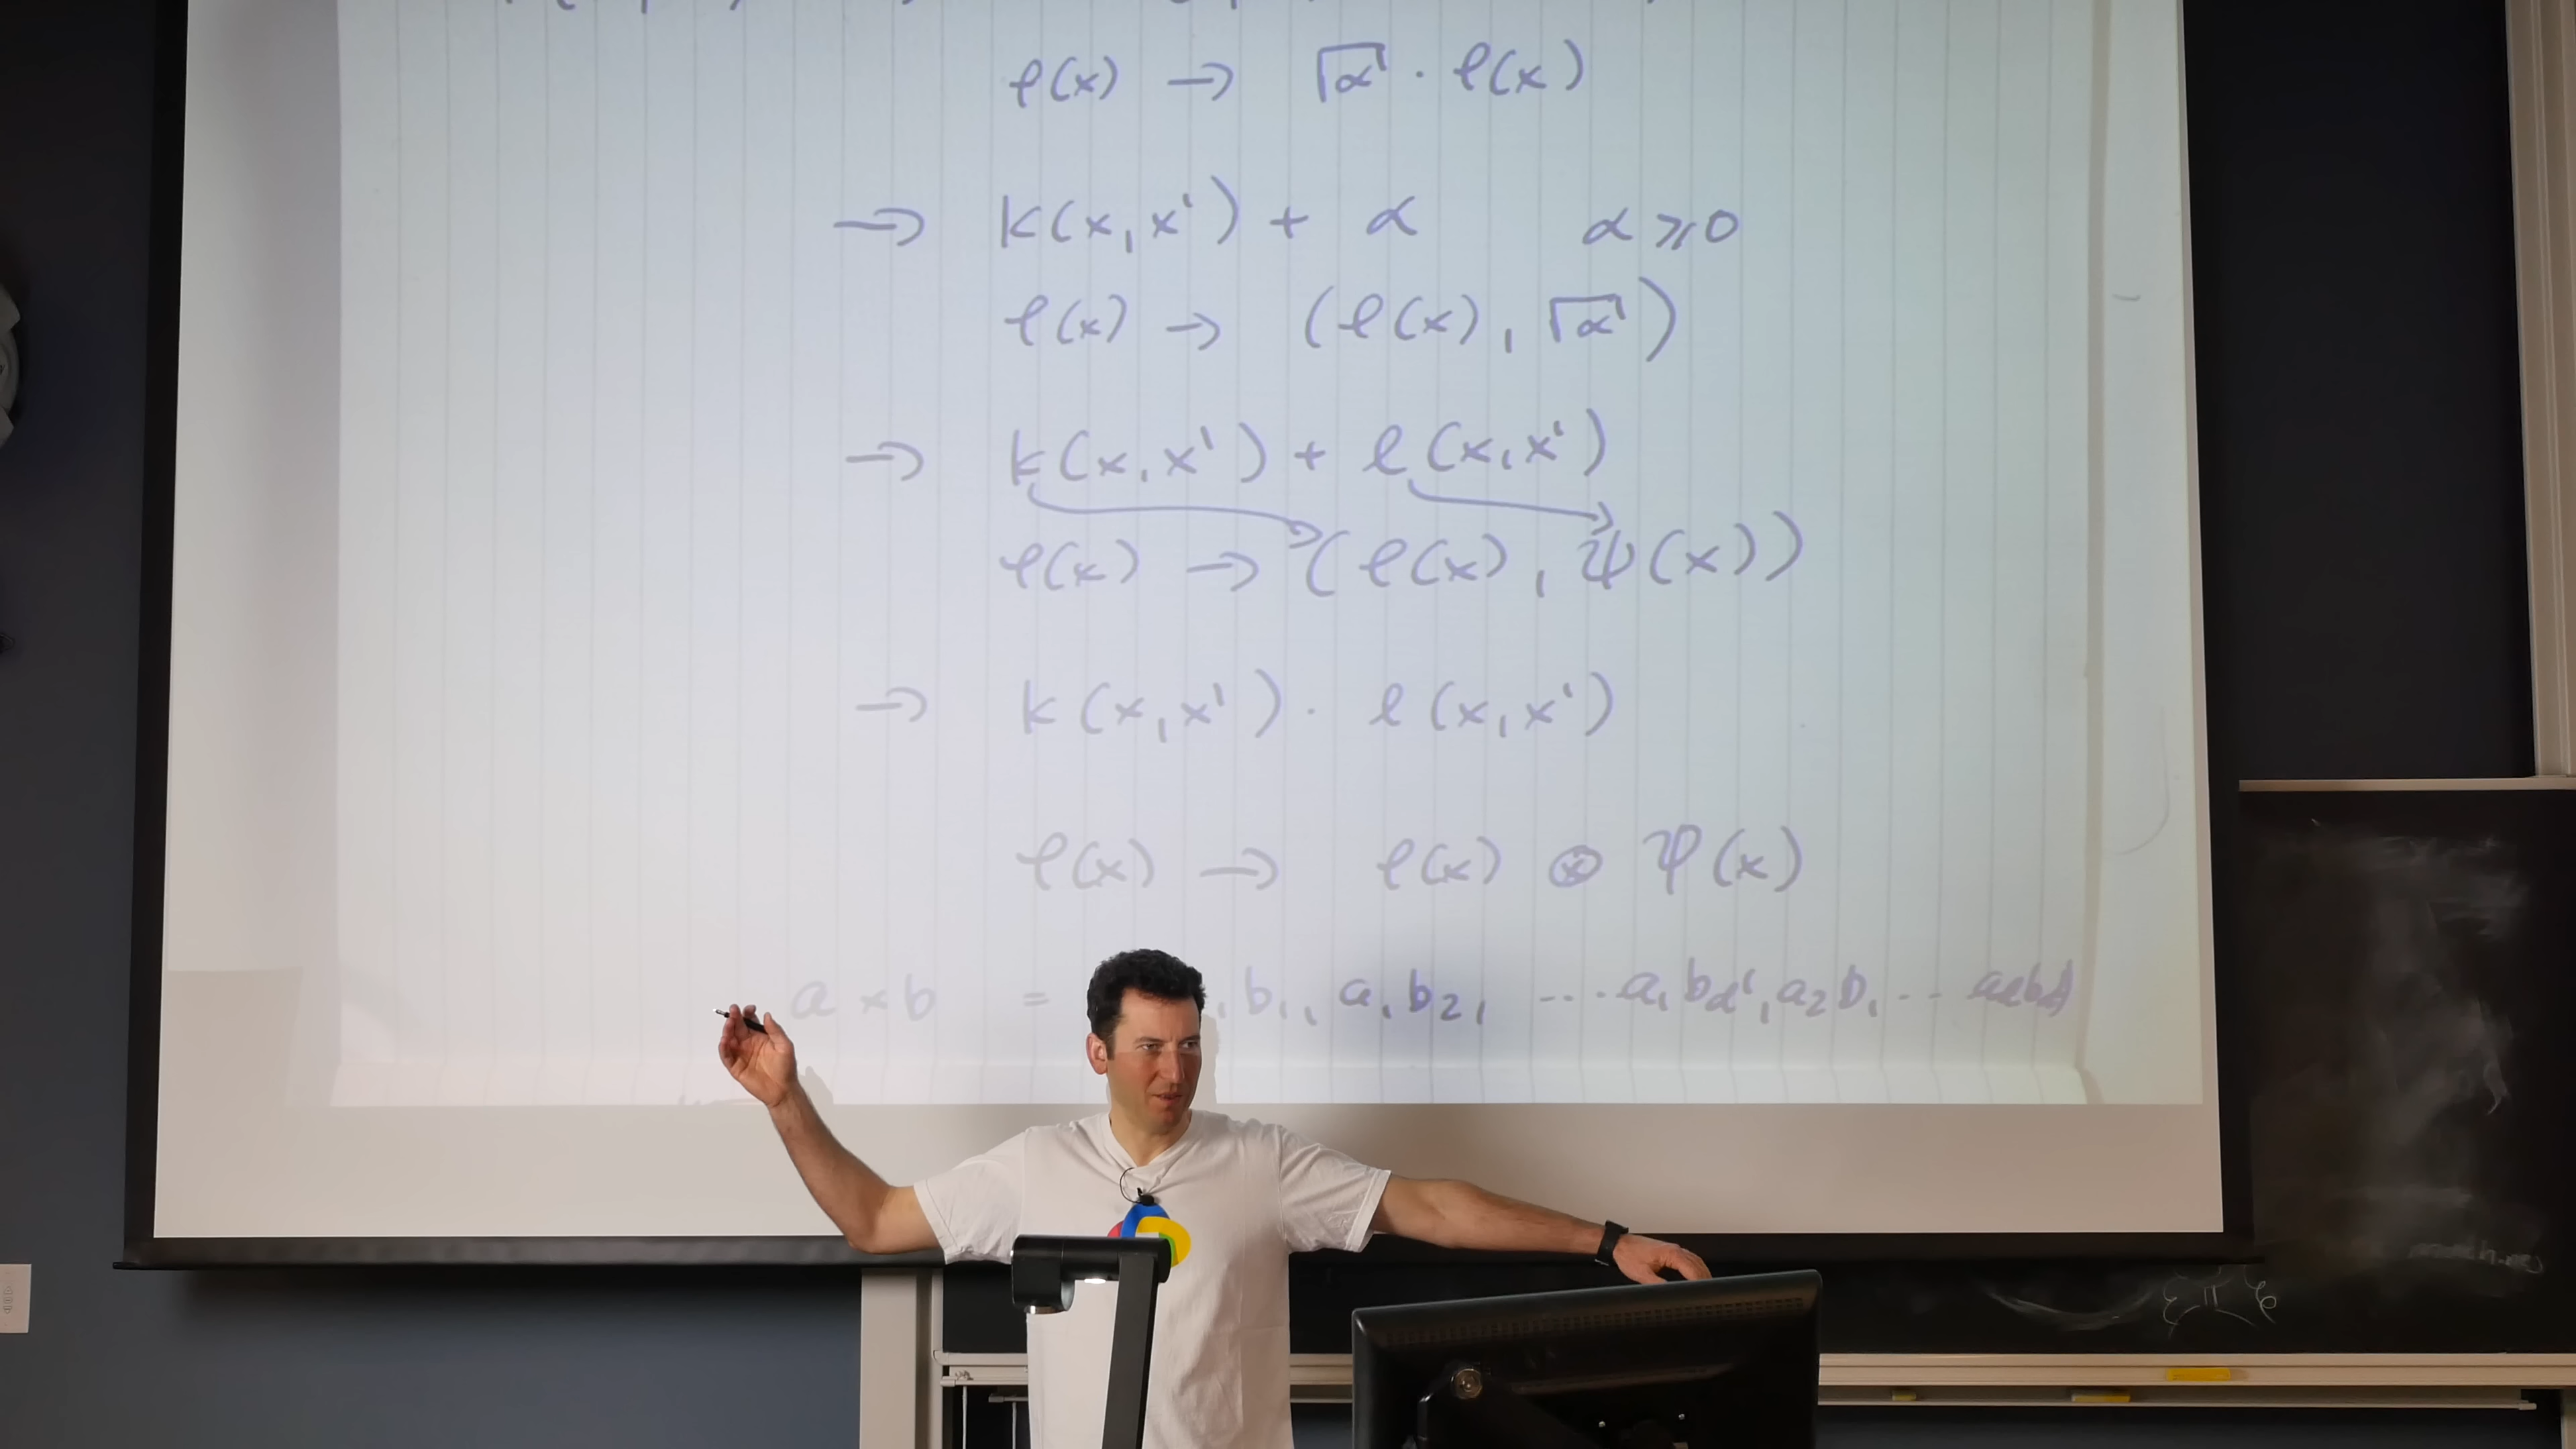 φ(x) → √α · φ(x)
→ k(x, x') + α α ≥ 0
φ(x) → (φ(x), √α)
→ k(x, x') + l(x, x')
φ(x) → (φ(x), ψ(x))
→ k(x, x') · l(x, x')
φ(x) → φ(x) ⊗ ψ(x)
a × b = b₁, a₁b₂, ... a₁b_d', a₂b₁ ··
ξ π ξ